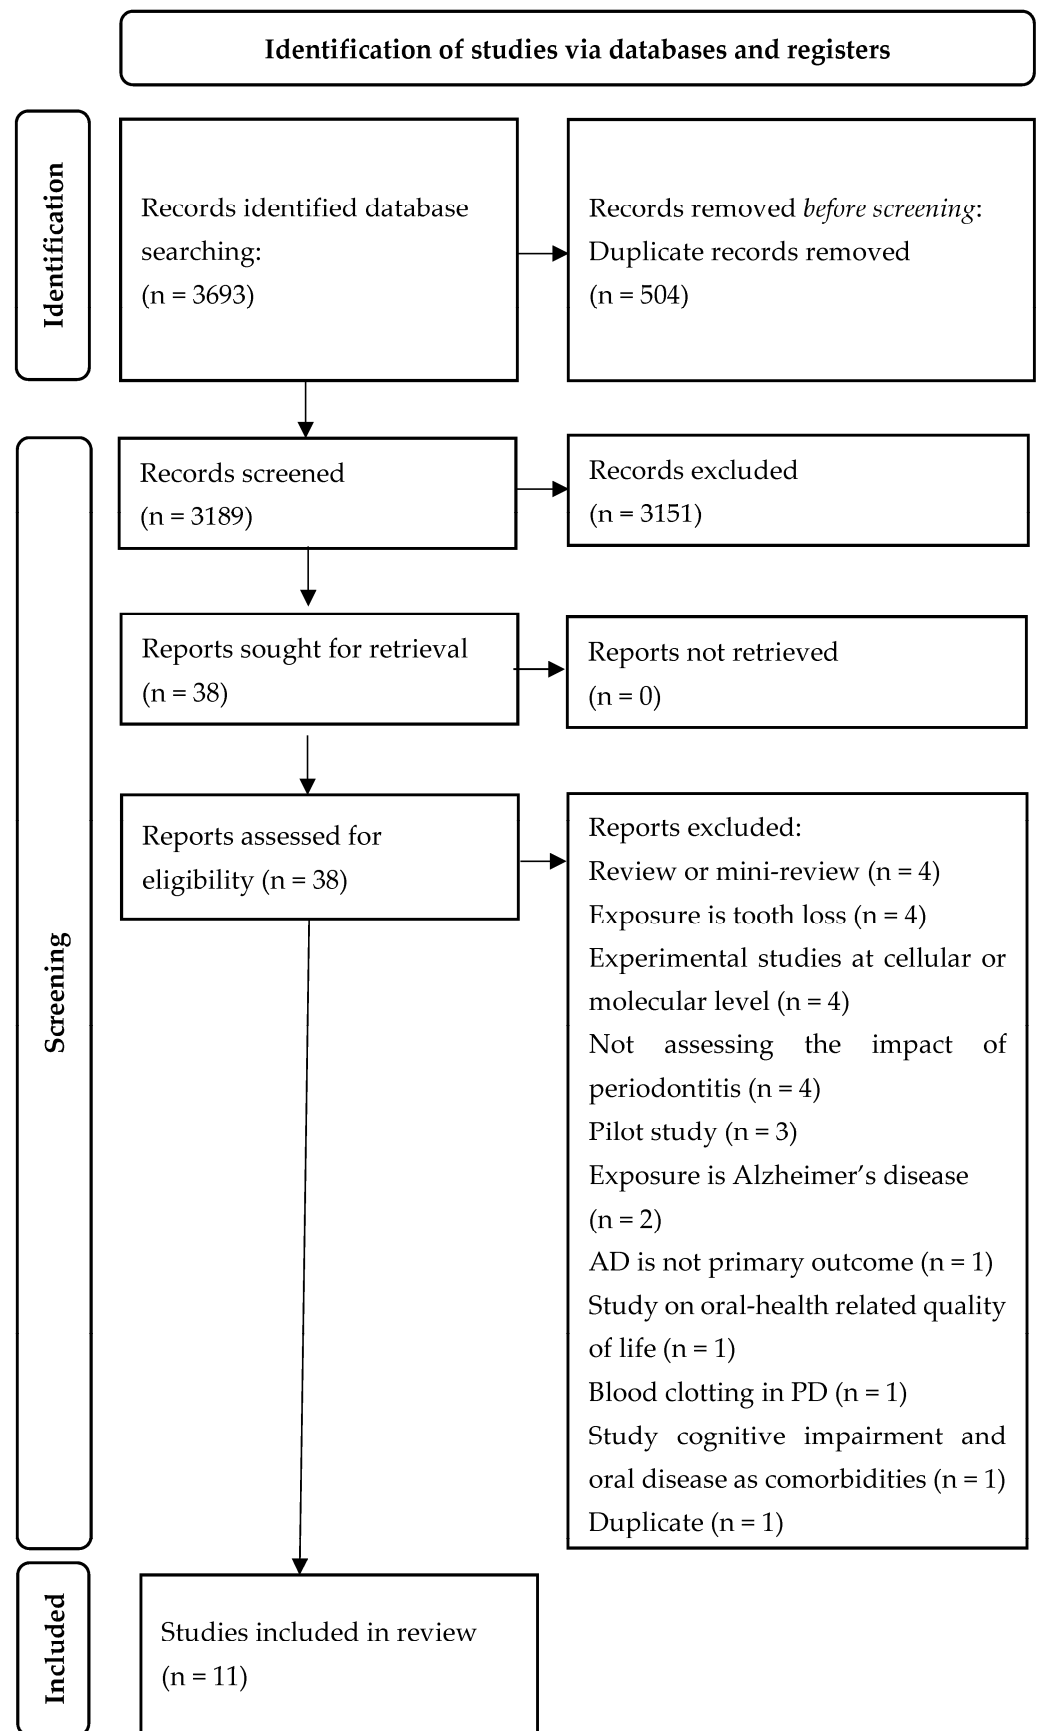 Identification of studies via databases and registers
Identification
Records identified database
searching:
(n = 3693)
Records removed before screening:
Duplicate records removed
(n = 504)
Screening
Records screened
(n = 3189)
Records excluded
(n = 3151)
Reports sought for retrieval
(n = 38)
Reports not retrieved
(n = 0)
Reports assessed for
eligibility (n = 38)
Reports excluded:
Review or mini-review (n = 4)
Exposure is tooth loss (n = 4)
Experimental studies at cellular or
molecular level (n = 4)
Not assessing the impact of
periodontitis (n = 4)
Pilot study (n = 3)
Exposure is Alzheimer’s disease
(n = 2)
AD is not primary outcome (n = 1)
Study on oral-health related quality
of life (n = 1)
Blood clotting in PD (n = 1)
Study cognitive impairment and
oral disease as comorbidities (n = 1)
Duplicate (n = 1)
Included
Studies included in review
(n = 11)